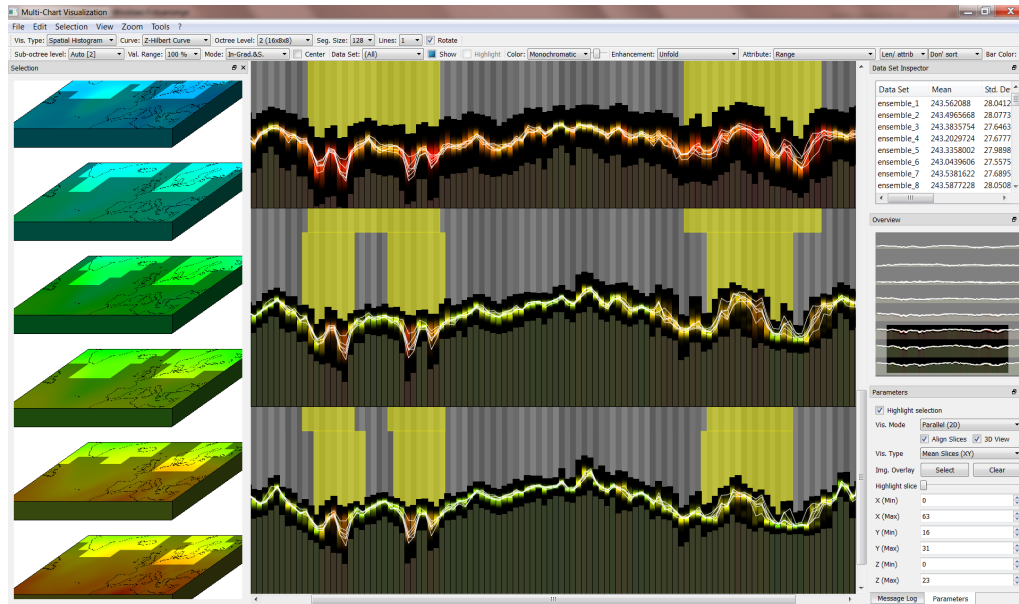 Multi-Chart Visualization
File Edit Selection View Zoom Tools ?
Vis. Type: Spatial Histogram Curve: Z-Hilbert Curve Octree Level: 2 (16x8x8) Seg. Size: 128 Lines: 1 Rotate
Sub-octree level: Auto [2] Val. Range: 100 % Mode: In-Grad.&S. Center Data Set: (All) Show Highlight Color: Monochromatic Enhancement: Unfold Attribute: Range Len/ attrib Don' sort Bar Color:
Selection
Data Set Inspector
Data Set Mean Std. De
ensemble_1 243.562088 28.0412
ensemble_2 243.4965668 28.0773
ensemble_3 243.3835754 27.6463
ensemble_4 243.2029724 27.6777
ensemble_5 243.3358002 27.9898
ensemble_6 243.0439606 27.5575
ensemble_7 243.5381622 27.6895
ensemble_8 243.5877228 28.0508
Overview
Parameters
Highlight selection
Vis. Mode Parallel (2D)
Align Slices 3D View
Vis. Type Mean Slices (XY)
Img. Overlay Select Clear
Highlight slice
X (Min) 0
X (Max) 63
Y (Min) 16
Y (Max) 31
Z (Min) 0
Z (Max) 23
Message Log Parameters